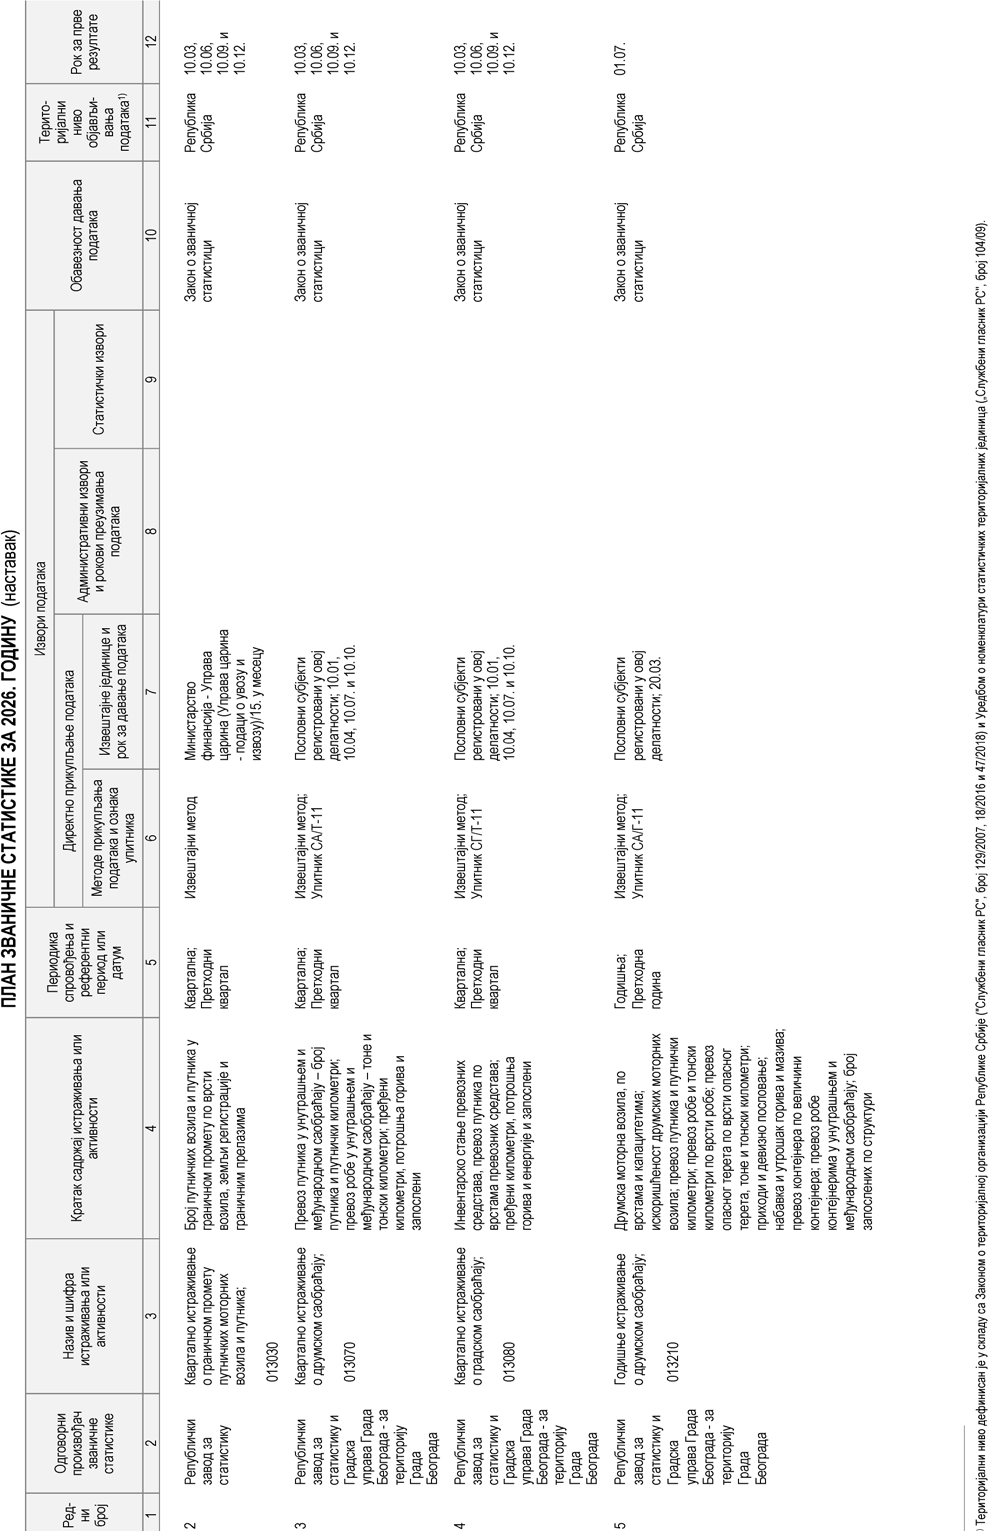 ПЛАН ЗВАНИЧНЕ СТАТИСТИКЕ ЗА 2026. ГОДИНУ (наставак)
Ред-
ни
број
Одговорни
произвођач
званичне
статистике
Назив и шифра
истраживања или
активности
Кратак садржај истраживања или
активности
Периодика
спровођења и
референтни
период или
датум
Извори података
Директно прикупљање података
Методе прикупљања
података и ознака
упитника
Извештајне јединице и
рок за давање података
Административни извори
и рокови преузимања
података
Статистички извори
Обавезност давања
података
Терито-
ријални
ниво
објављи-
вања
података1)
Рок за прве
резултате
1 2 3 4 5 6 7 8 9 10 11 12
2
Републички
завод за
статистику
Квартално истраживање
о граничном промету
путничких моторних
возила и путника;
013030
Број путничких возила и путника у
граничном промету по врсти
возила, земљи регистрације и
граничним прелазима
Квартална;
Претходни
квартал
Извештајни метод
Министарство
финансија - Управа
царина (Управа царина
- подаци о увозу и
извозу)/15. у месецу
Закон о званичној
статистици
Република
Србија
10.03,
10.06,
10.09. и
10.12.
3
Републички
завод за
статистику и
Градска
управа Града
Београда - за
територију
Града
Београда
Квартално истраживање
о друмском саобраћају;
013070
Превоз путника у унутрашњем и
међународном саобраћају – број
путника и путнички километри;
превоз робе у унутрашњем и
међународном саобраћају – тоне и
тонски километри; пређени
километри, потрошња горива и
запослени
Квартална;
Претходни
квартал
Извештајни метод;
Упитник СА/Т-11
Пословни субјекти
регистровани у овој
делатности; 10.01,
10.04, 10.07. и 10.10.
Закон о званичној
статистици
Република
Србија
10.03,
10.06,
10.09. и
10.12.
4
Републички
завод за
статистику и
Градска
управа Града
Београда - за
територију
Града
Београда
Квартално истраживање
о градском саобраћају;
013080
Инвентарско стање превозних
средстава, превоз путника по
врстама превозних средстава;
пређени километри, потрошња
горива и енергије и запослени
Квартална;
Претходни
квартал
Извештајни метод;
Упитник СГ/Т-11
Пословни субјекти
регистровани у овој
делатности; 10.01,
10.04, 10.07. и 10.10.
Закон о званичној
статистици
Република
Србија
10.03,
10.06,
10.09. и
10.12.
5
Републички
завод за
статистику и
Градска
управа Града
Београда - за
територију
Града
Београда
Годишње истраживање
о друмском саобраћају;
013210
Друмска моторна возила, по
врстама и капацитетима;
искоришћеност друмских моторних
возила; превоз путника и путнички
километри; превоз робе и тонски
километри по врсти робе; превоз
опасног терета по врсти опасног
терета, тоне и тонски километри;
приходи и девизно пословање;
набавка и утрошак горива и мазива;
превоз контејнера по величини
контејнера; превоз робе
контејнерима у унутрашњем и
међународном саобраћају; број
запослених по структури
Годишња;
Претходна
година
Извештајни метод;
Упитник СА/Т-11
Пословни субјекти
регистровани у овој
делатности; 20.03.
Закон о званичној
статистици
Република
Србија
01.07.
) Територијални ниво дефинисан је у складу са Законом о територијалној организацији Републике Србије ("Службени гласник РС", број 129/2007, 18/2016 и 47/2018) и Уредбом о номенклатури статистичких територијалних јединица („Службени гласник РС", број 104/09).